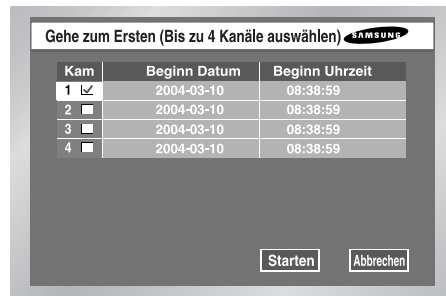 Gehe zum Ersten (Bis zu 4 Kanäle auswählen) SAMSUNG
Kam Beginn Datum Beginn Uhrzeit
1 2004-03-10 08:38:59
2 2004-03-10 08:38:59
3 2004-03-10 08:38:59
4 2004-03-10 08:38:59
Starten Abbrechen